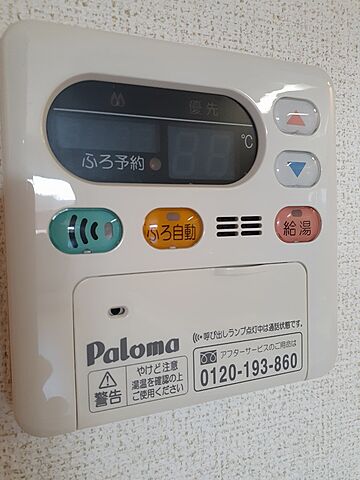 優先
℃
ふろ予約
ふろ自動
給湯
呼び出しランプ点灯中は通話状態です。
Paloma
警告
やけど注意
湯温を確認の上
ご使用ください
アフターサービスのご用命は
0120-193-860